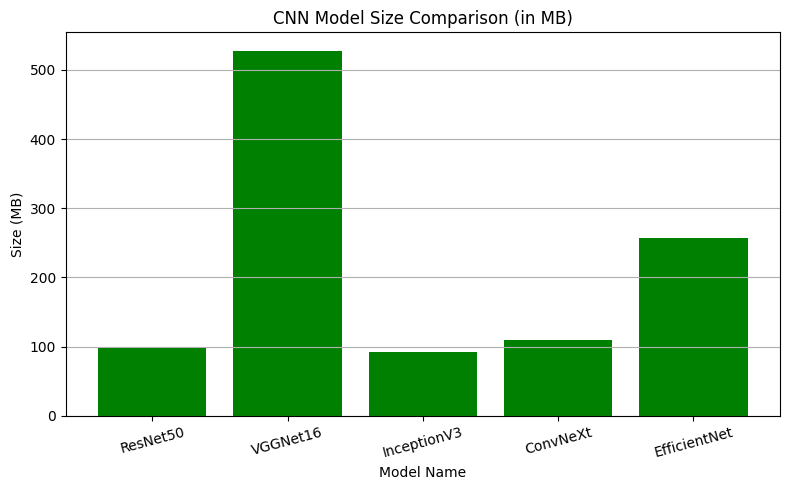 CNN Model Size Comparison (in MB)
500
400
300
200
100
0
Size (MB)
ResNet50 VGGNet16 InceptionV3 ConvNeXt EfficientNet
Model Name